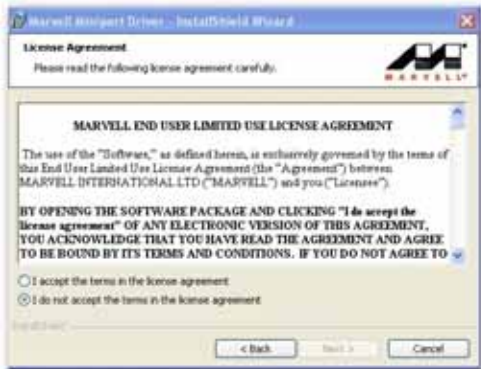 Marvell Miniport Driver - InstallShield Wizard
License Agreement
Please read the following license agreement carefully.
MARVELL
MARVELL END USER LIMITED USE LICENSE AGREEMENT
The use of the "Software," as defined herein, is exclusively governed by the terms of
this End User Limited Use License Agreement (the "Agreement") between
MARVELL INTERNATIONAL LTD ("MARVELL") and you ("Licensee").
BY OPENING THE SOFTWARE PACKAGE AND CLICKING "I do accept the
license agreement" OF ANY ELECTRONIC VERSION OF THIS AGREEMENT,
YOU ACKNOWLEDGE THAT YOU HAVE READ THE AGREEMENT AND AGREE
TO BE BOUND BY ITS TERMS AND CONDITIONS. IF YOU DO NOT AGREE TO
I accept the terms in the license agreement
I do not accept the terms in the license agreement
InstallShield
< Back
Next >
Cancel